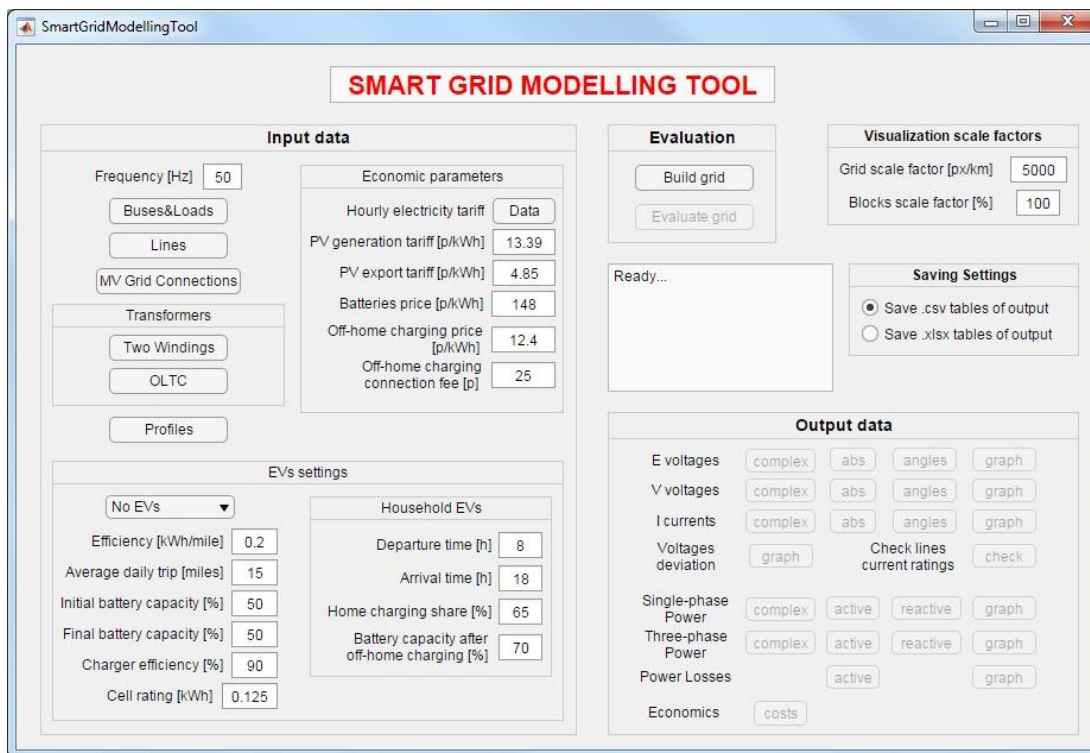 SmartGridModellingTool
SMART GRID MODELLING TOOL
Input data
Frequency [Hz] 50
Buses&Loads
Lines
MV Grid Connections
Transformers
Two Windings
OLTC
Profiles
Economic parameters
Hourly electricity tariff Data
PV generation tariff [p/kWh] 13.39
PV export tariff [p/kWh] 4.85
Batteries price [p/kWh] 148
Off-home charging price
[p/kWh] 12.4
Off-home charging
connection fee [p] 25
EVs settings
No EVs
Efficiency [kWh/mile] 0.2
Average daily trip [miles] 15
Initial battery capacity [%] 50
Final battery capacity [%] 50
Charger efficiency [%] 90
Cell rating [kWh] 0.125
Household EVs
Departure time [h] 8
Arrival time [h] 18
Home charging share [%] 65
Battery capacity after
off-home charging [%] 70
Evaluation
Build grid
Evaluate grid
Visualization scale factors
Grid scale factor [px/km] 5000
Blocks scale factor [%] 100
Ready...
Saving Settings
Save .csv tables of output
Save .xlsx tables of output
Output data
E voltages complex abs angles graph
V voltages complex abs angles graph
I currents complex abs angles graph
Voltages
deviation graph
Check lines
current ratings check
Single-phase
Power complex active reactive graph
Three-phase
Power complex active reactive graph
Power Losses active graph
Economics costs